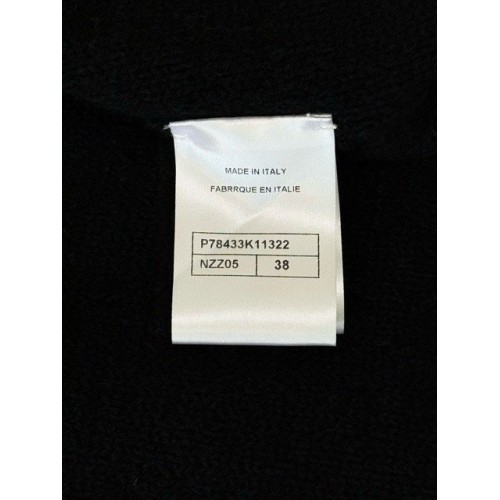 MADE IN ITALY
FABRRQUE EN ITALIE
P78433K11322
NZZ05 38